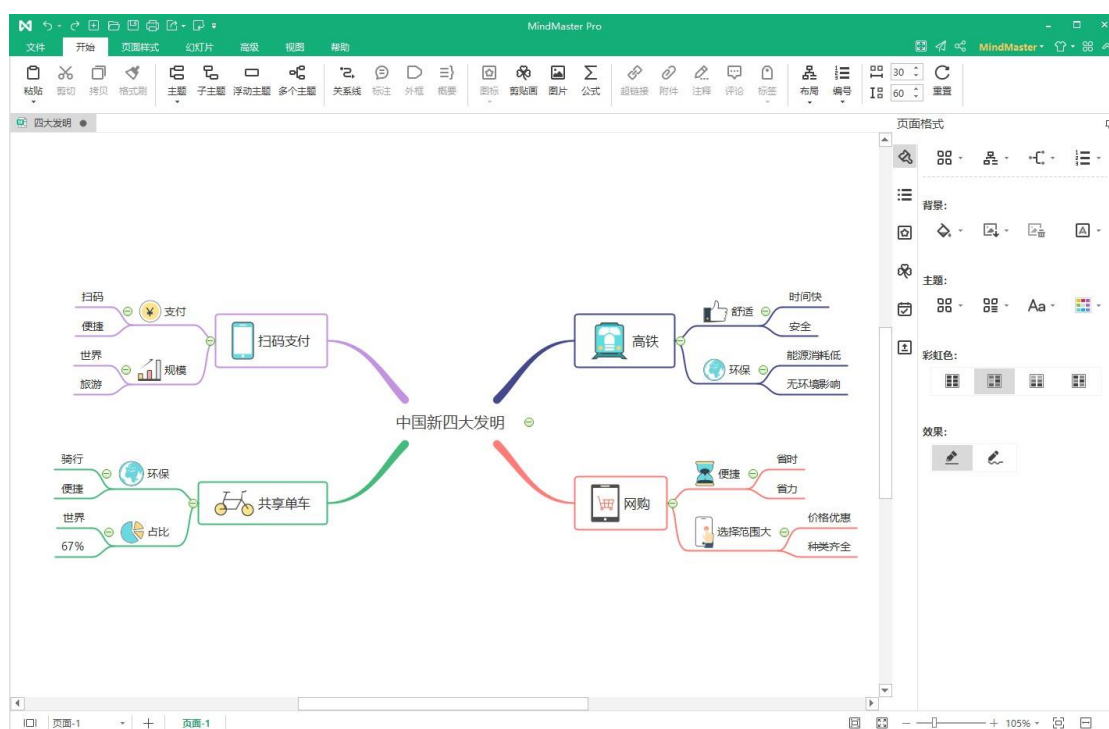 MindMaster Pro
文件 开始 页面样式 幻灯片 高级 视图 帮助 MindMaster
粘贴 剪切 拷贝 格式刷 主题 子主题 浮动主题 多个主题 关系线 标注 外框 概要 图标 剪贴画 图片 公式 超链接 附件 注释 评论 标签 布局 编号 30 60 重置
四大发明
页面格式
背景:
主题:
Aa
彩虹色:
效果:
中国新四大发明
扫码支付
支付
扫码
便捷
规模
世界
旅游
高铁
舒适
时间快
安全
环保
能源消耗低
无环境影响
共享单车
环保
骑行
便捷
占比
世界
67%
网购
便捷
省时
省力
选择范围大
价格优惠
种类齐全
页面-1 页面-1 105%